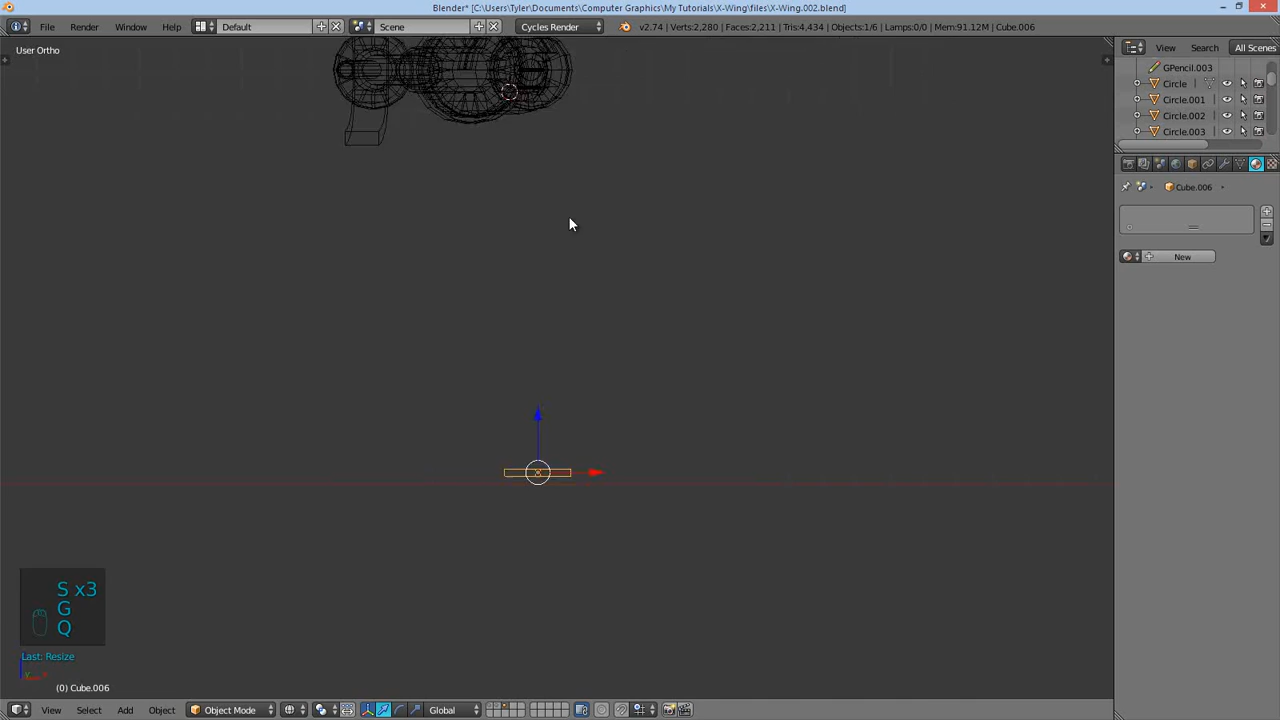 Blender* [C:\Users\Tyler\Documents\Computer Graphics\My Tutorials\X-Wing\files\X-Wing.002.blend]
File Render Window Help Default Scene Cycles Render v2.74 | Verts:2,280 | Faces:2,211 | Tris:4,434 | Objects:1/6 | Lamps:0/0 | Mem:91.12M | Cube.006
View Search All Scenes
User Ortho
GPencil.003
Circle
Circle.001
Circle.002
Circle.003
Cube.006
New
S x3
G
Q
Last: Resize
(0) Cube.006
View Select Add Object Object Mode Global